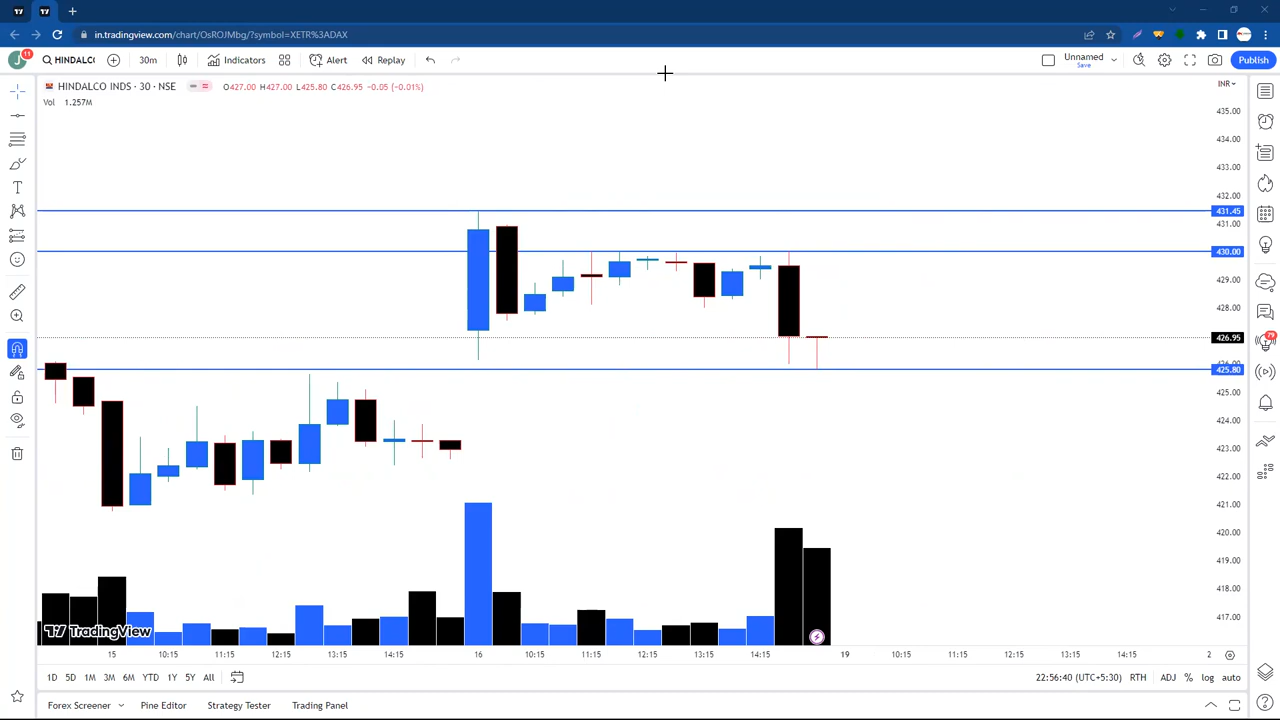 in.tradingview.com/chart/OsROJMbg/?symbol=XETR%3ADAX
J 11 HINDALC 30m Indicators Alert Replay Unnamed Save Publish
HINDALCO INDS · 30 · NSE O427.00 H427.00 L425.80 C426.95 −0.05 (−0.01%) INR
Vol 1.257M
435.00
434.00
433.00
432.00
431.45
431.00
430.00
429.00
428.00
426.95
79
425.80
425.00
424.00
423.00
422.00
421.00
420.00
419.00
418.00
417.00
TradingView
15 10:15 11:15 12:15 13:15 14:15 16 10:15 11:15 12:15 13:15 14:15 19 10:15 11:15 12:15 13:15 14:15 2
1D 5D 1M 3M 6M YTD 1Y 5Y All 22:56:40 (UTC+5:30) RTH ADJ % log auto
Forex Screener Pine Editor Strategy Tester Trading Panel